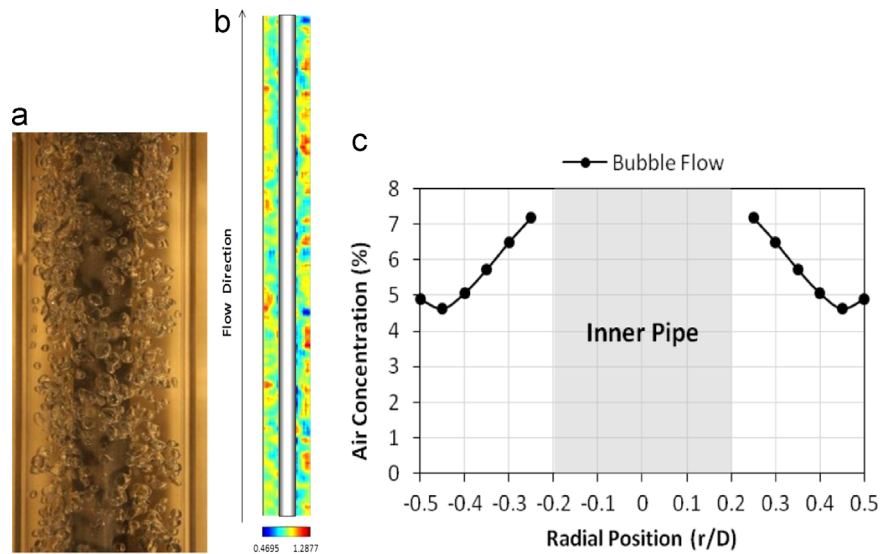 a
b
Flow Direction
0.4695 1.2877
c
Bubble Flow
Air Concentration (%)
8
7
6
5
4
3
2
1
0
Inner Pipe
-0.5 -0.4 -0.3 -0.2 -0.1 0 0.1 0.2 0.3 0.4 0.5
Radial Position (r/D)